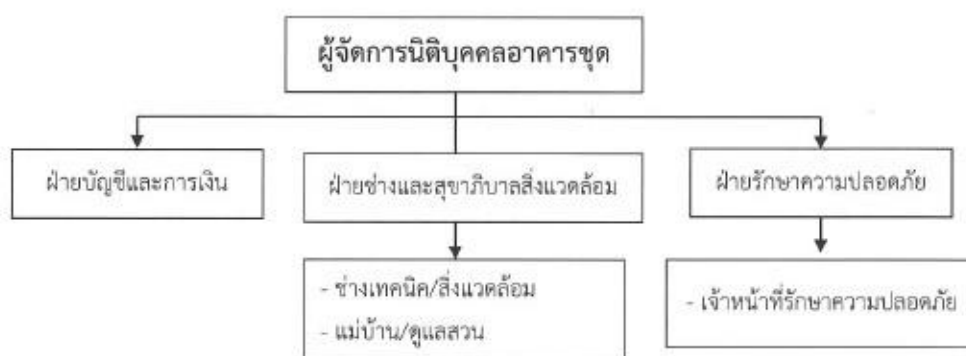 ผู้จัดการนิติบุคคลอาคารชุด
ฝ่ายบัญชีและการเงิน
ฝ่ายช่างและสุขาภิบาลสิ่งแวดล้อม
ฝ่ายรักษาความปลอดภัย
- ช่างเทคนิค/สิ่งแวดล้อม
- แม่บ้าน/ดูแลสวน
- เจ้าหน้าที่รักษาความปลอดภัย